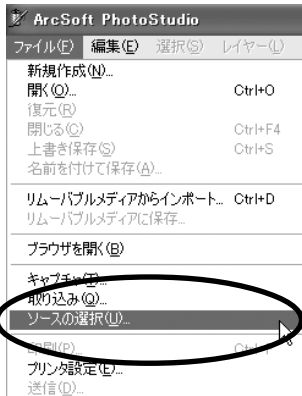 ArcSoft PhotoStudio
ファイル(F) 編集(E) 選択(S) レイヤー(L)
新規作成(N)...
開く(O)... Ctrl+O
復元(R)
閉じる(C) Ctrl+F4
上書き保存(S) Ctrl+S
名前を付けて保存(A)...
リムーバブルメディアからインポート... Ctrl+D
リムーバブルメディアに保存...
ブラウザを開く(B)
キャプチャ(T)...
取り込み(Q)...
ソースの選択(U)...
印刷(P)...
プリンタ設定(E)...
送信(D)...